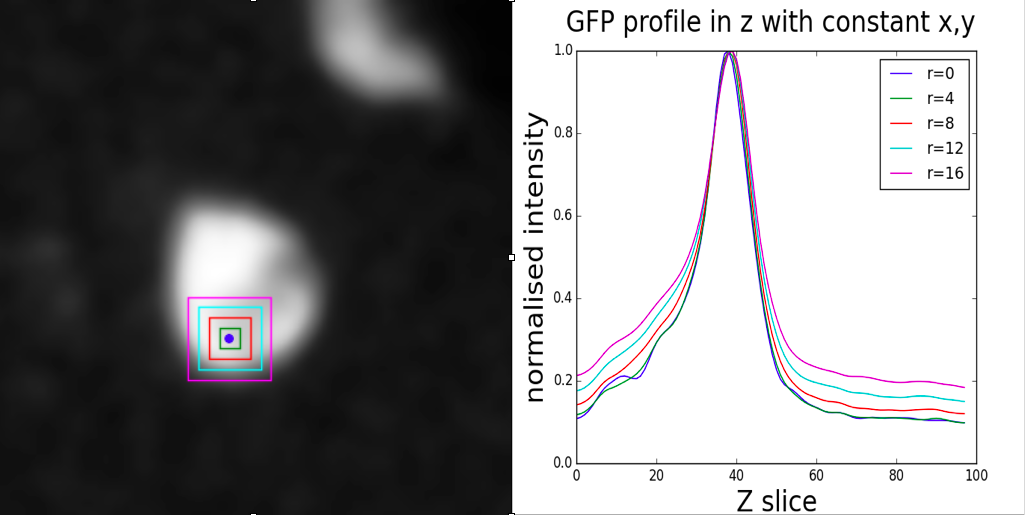 GFP profile in z with constant x,y
normalised intensity
1.0
0.8
0.6
0.4
0.2
0.0
r=0
r=4
r=8
r=12
r=16
0 20 40 60 80 100
Z slice